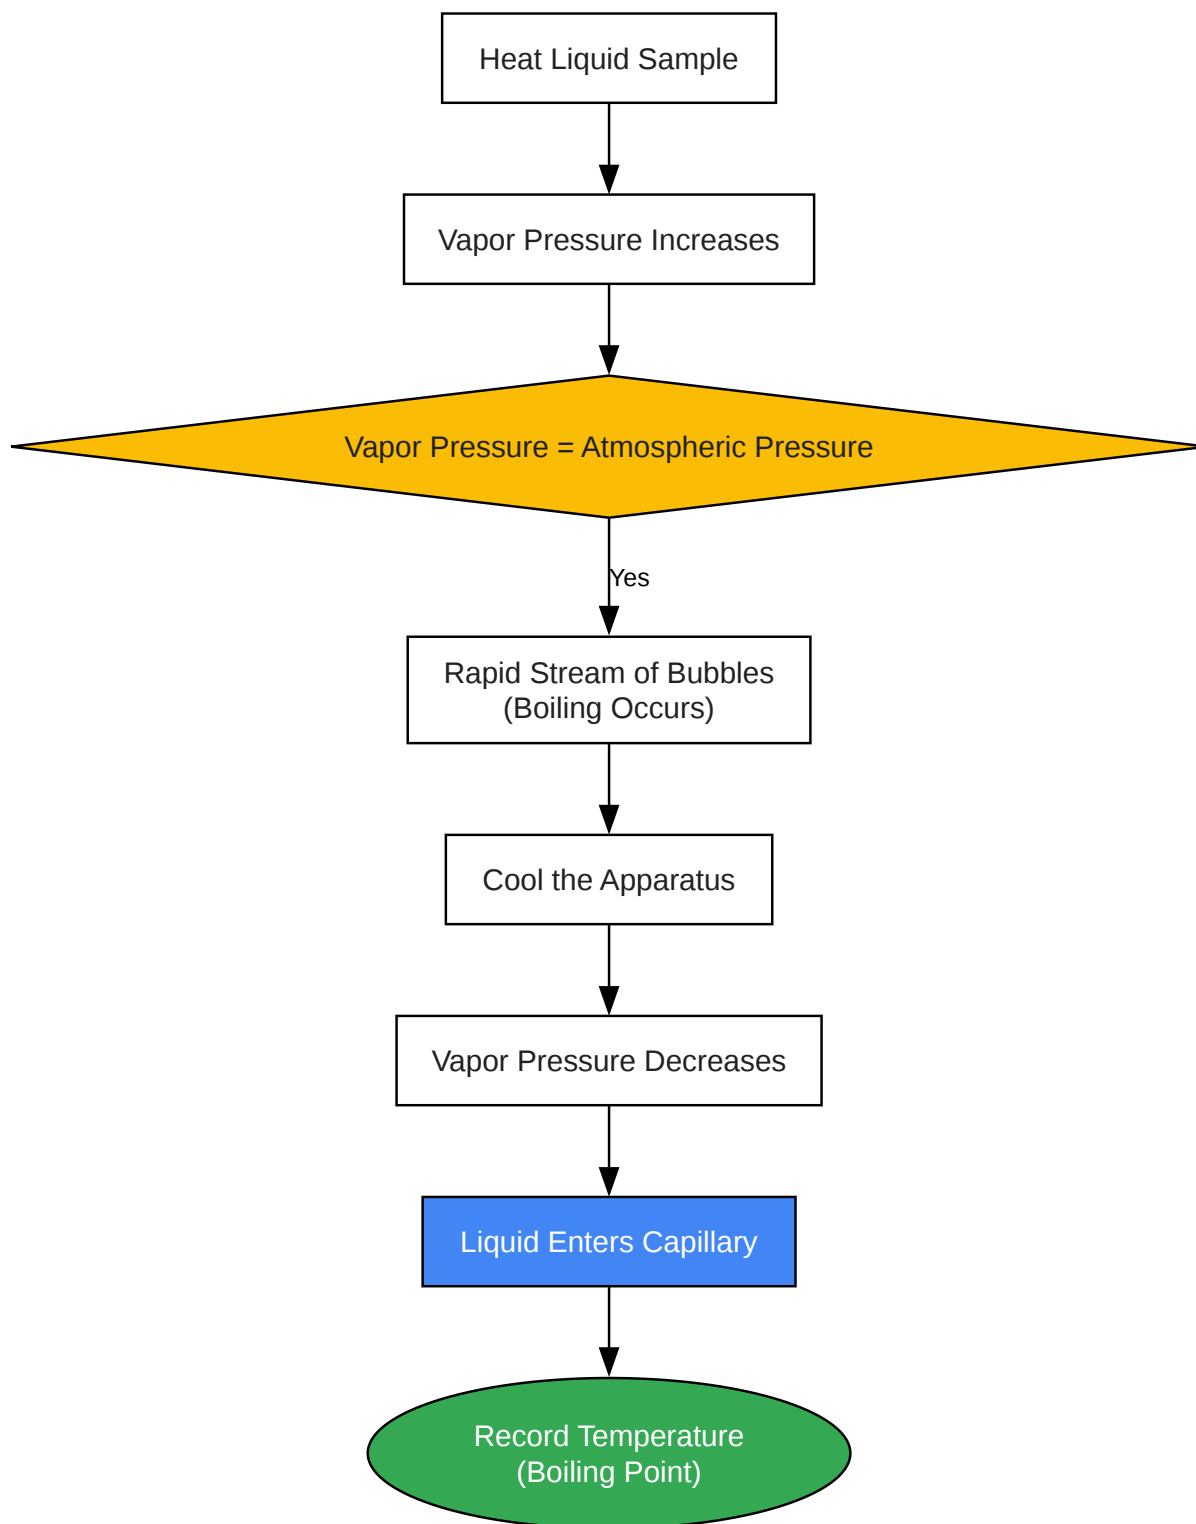 Heat Liquid Sample
Vapor Pressure Increases
Vapor Pressure = Atmospheric Pressure
Yes
Rapid Stream of Bubbles
(Boiling Occurs)
Cool the Apparatus
Vapor Pressure Decreases
Liquid Enters Capillary
Record Temperature
(Boiling Point)